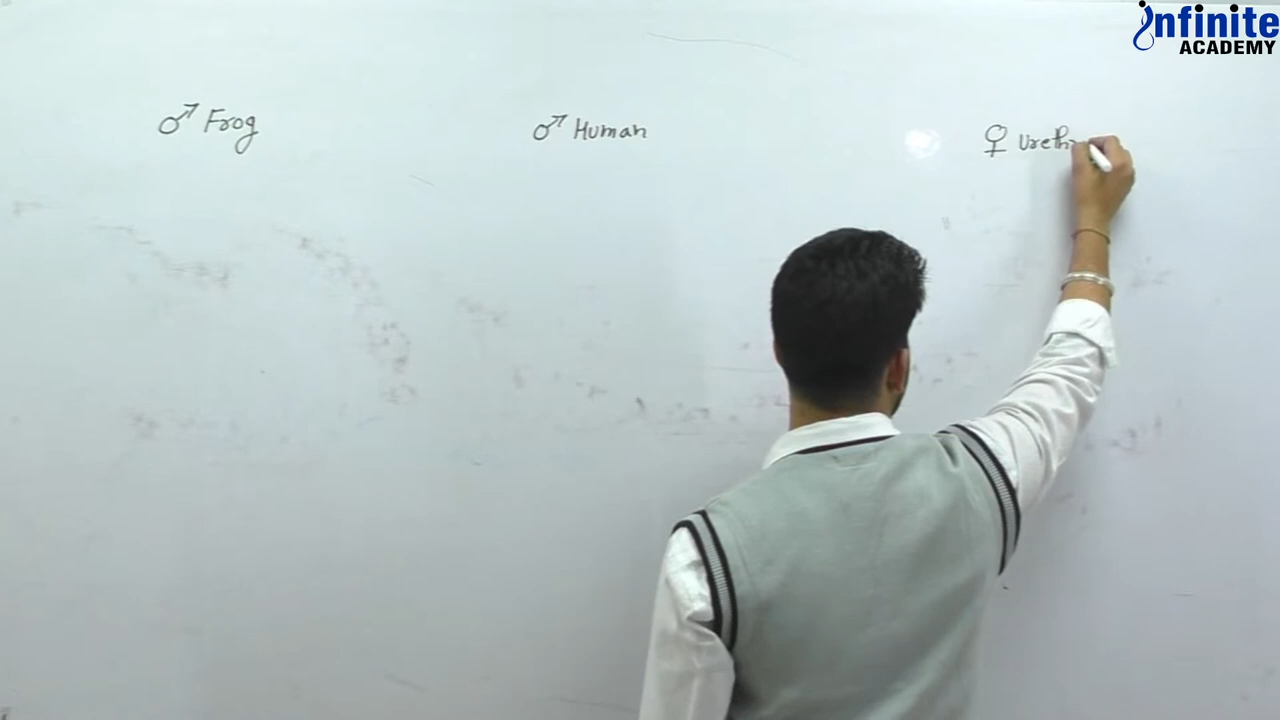 Infinite
ACADEMY
♂ Frog
♂ Human
♀ Ureth